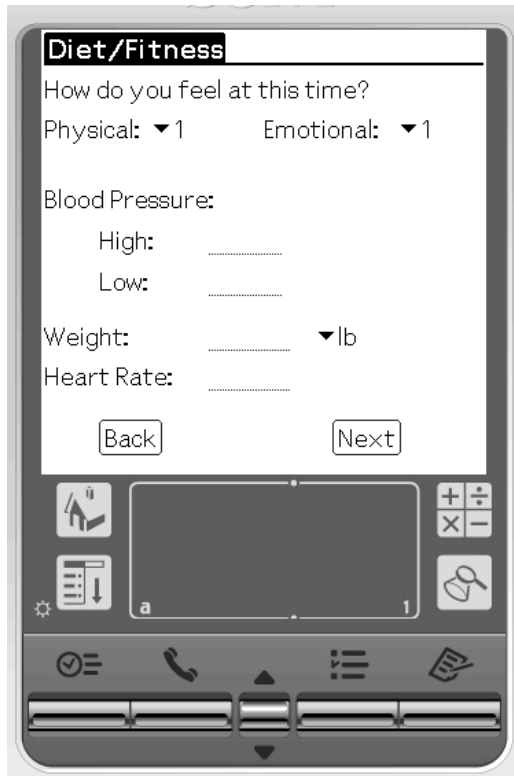 Diet/Fitness
How do you feel at this time?
Physical: ▼1 Emotional: ▼1
Blood Pressure:
High:
Low:
Weight: ▼lb
Heart Rate:
Back Next
a 1